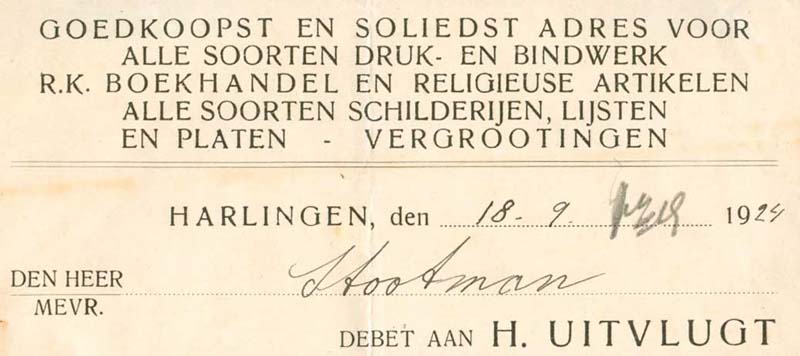 GOEDKOOPST EN SOLIEDST ADRES VOOR
ALLE SOORTEN DRUK- EN BINDWERK
R.K. BOEKHANDEL EN RELIGIEUSE ARTIKELEN
ALLE SOORTEN SCHILDERIJEN, LIJSTEN
EN PLATEN - VERGROOTINGEN
HARLINGEN, den 18-9. 1924
DEN HEER Stootman
MEVR.
DEBET AAN H. UITVLUGT